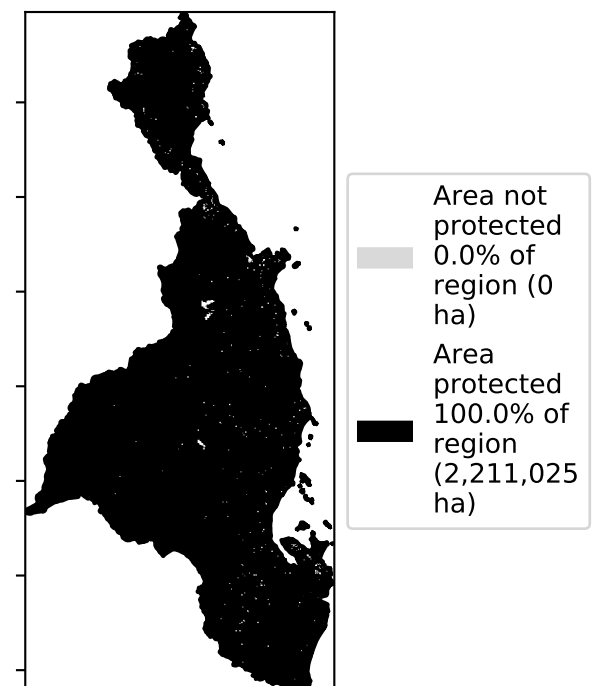 Area not
protected
0.0% of
region (0
ha)
Area
protected
100.0% of
region
(2,211,025
ha)